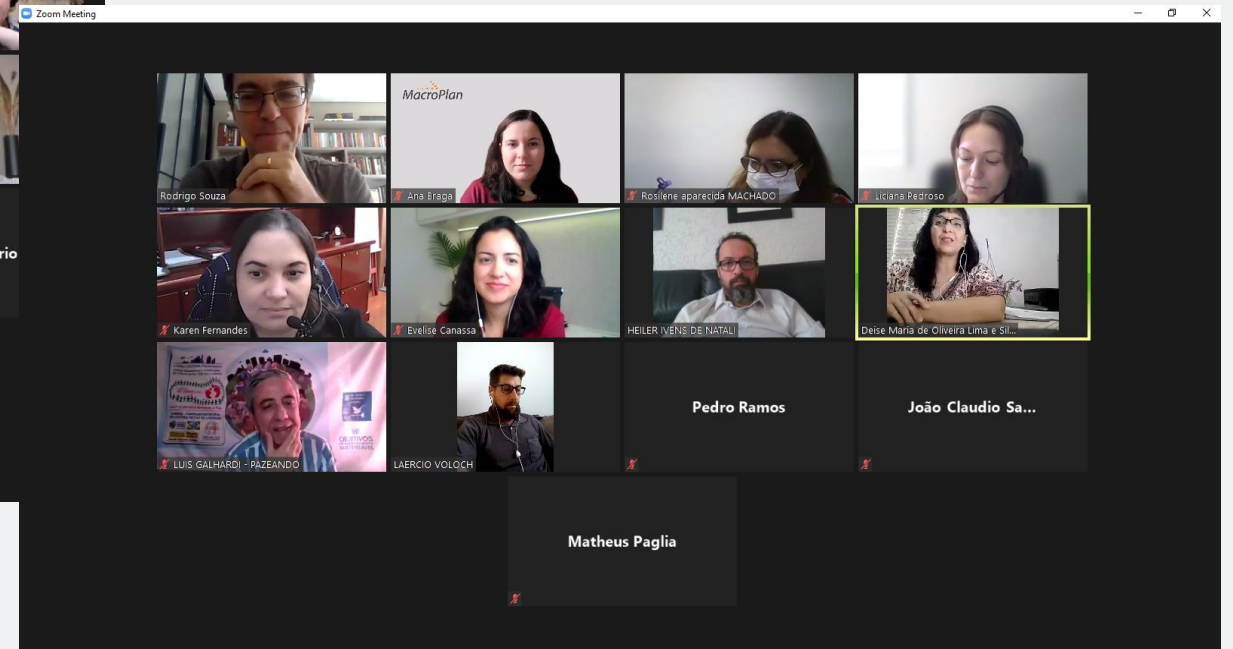 Zoom Meeting
MacroPlan
Rodrigo Souza
Ana Braga
Rosilene aparecida MACHADO
Liciana Pedroso
rio
Karen Fernandes
Evelise Canassa
HEILER IVENS DE NATALI
Deise Maria de Oliveira Lima e Sil...
OBJETIVOS
LUIS GALHARDI - PAZEANDO
LAERCIO VOLOCH
Pedro Ramos
João Claudio Sa...
Matheus Paglia